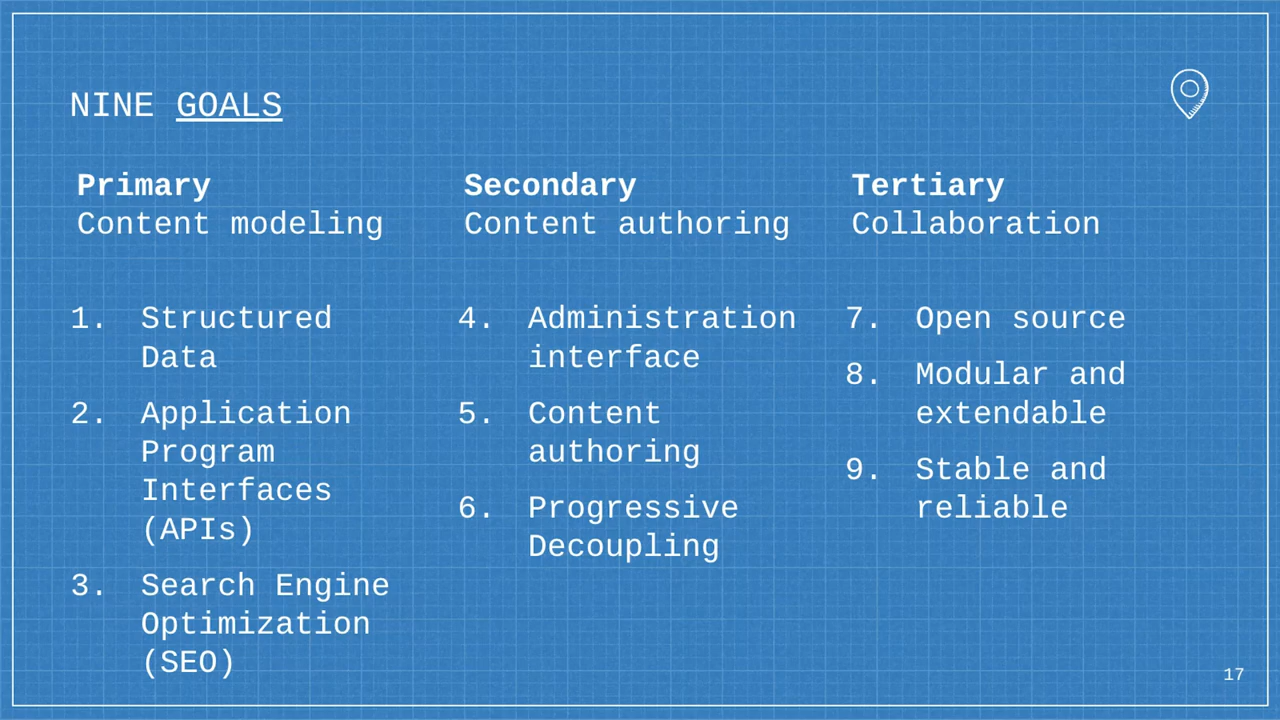 NINE GOALS
Primary
Content modeling
1. Structured
Data
2. Application
Program
Interfaces
(APIs)
3. Search Engine
Optimization
(SEO)
Secondary
Content authoring
4. Administration
interface
5. Content
authoring
6. Progressive
Decoupling
Tertiary
Collaboration
7. Open source
8. Modular and
extendable
9. Stable and
reliable
17